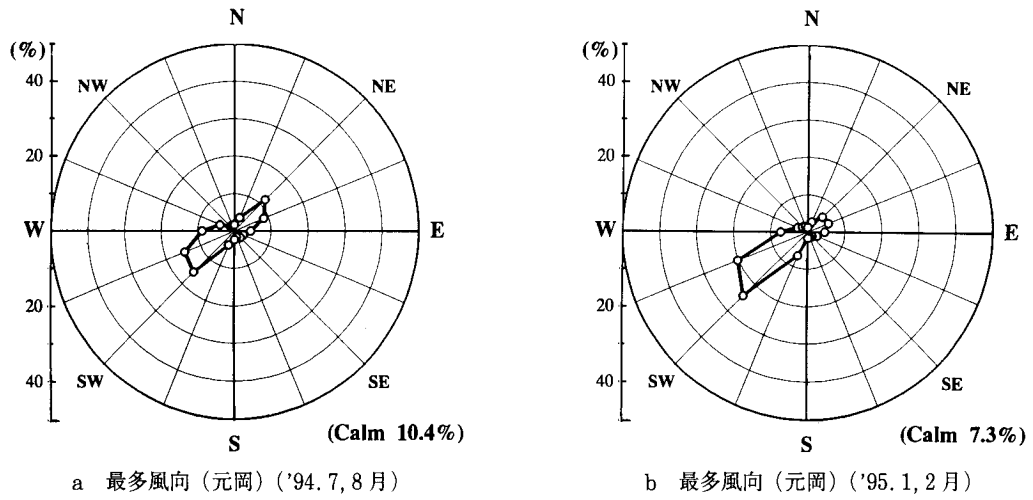 N
(%)
40
NW
NE
20
W
E
20
SW
SE
40
S
(Calm 10.4%)
a 最多風向（元岡）（'94.7,8月）
N
(%)
40
NW
NE
20
W
E
20
SW
SE
40
S
(Calm 7.3%)
b 最多風向（元岡）（'95.1,2月）